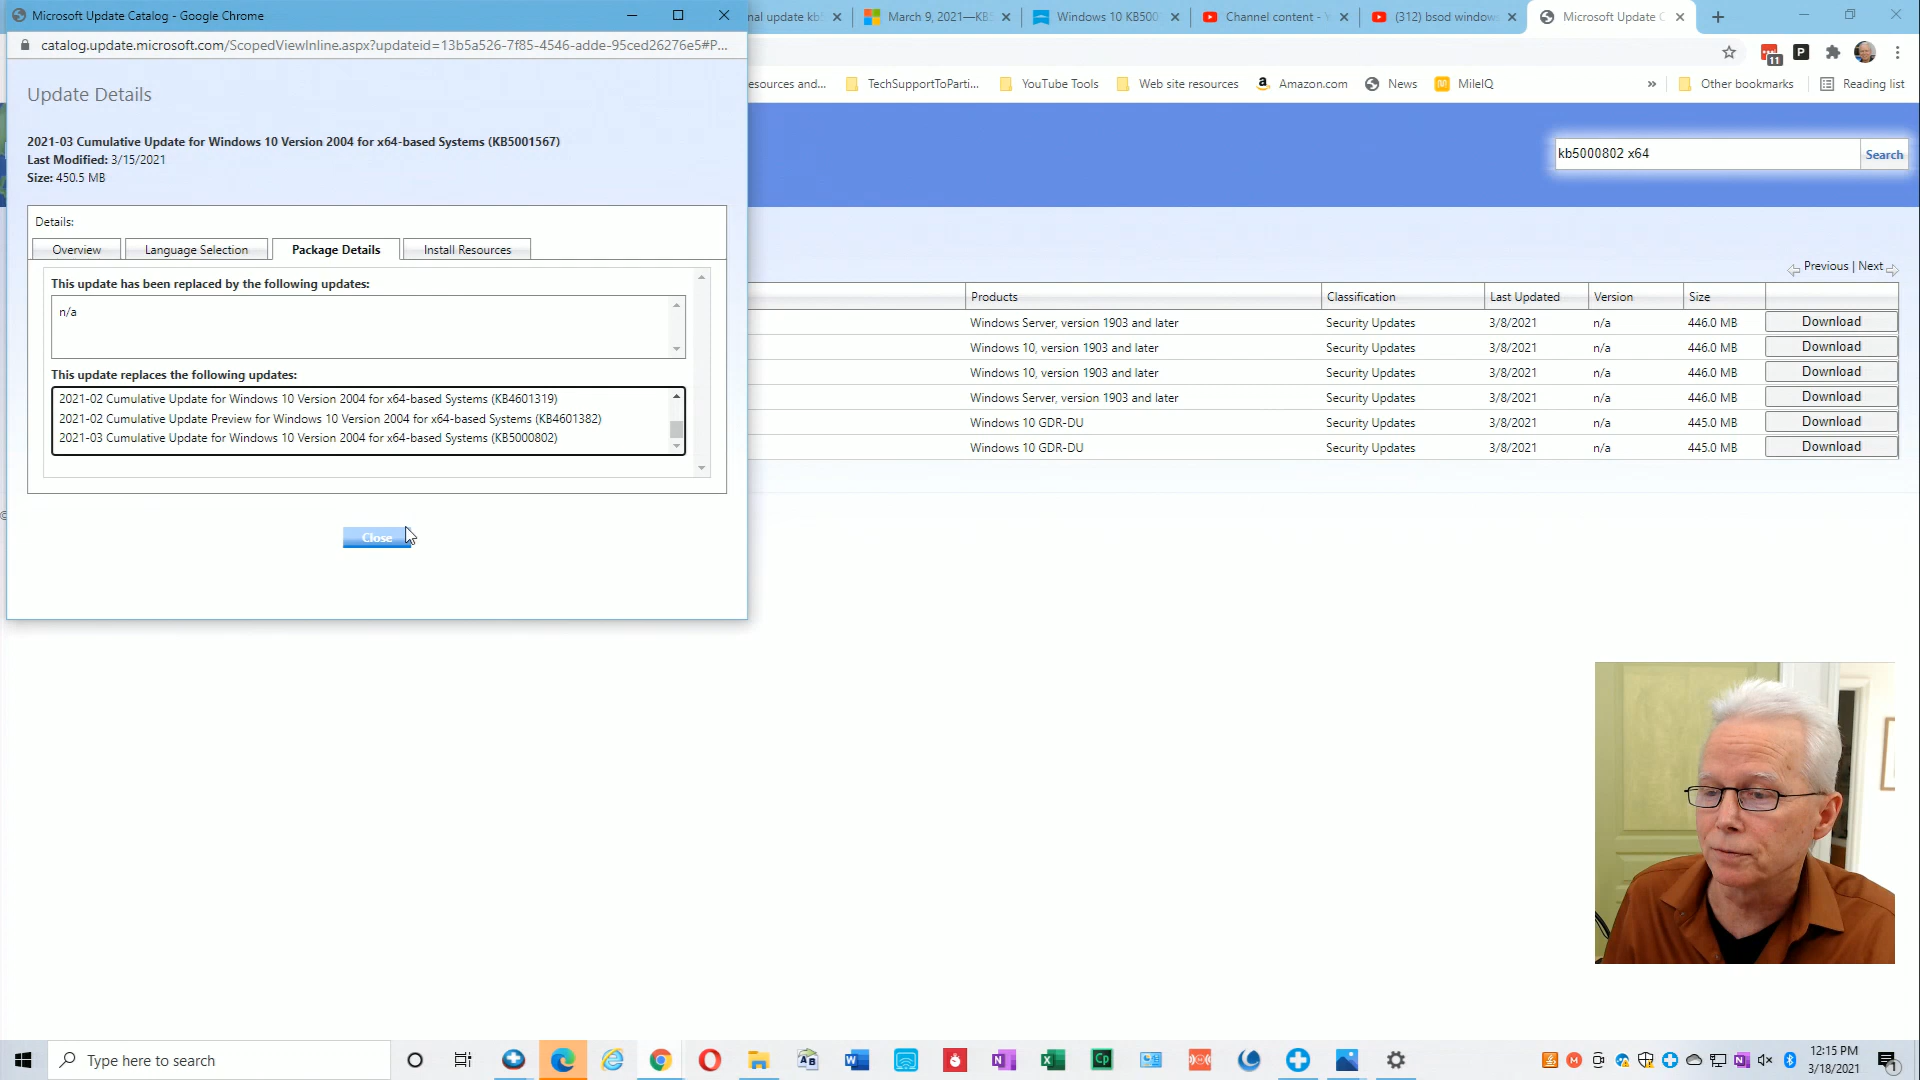 Microsoft Update Catalog - Google Chrome
catalog.update.microsoft.com/ScopedViewInline.aspx?updateid=13b5a526-7f85-4546-adde-95ced26276e5#P...
nal update kb
March 9, 2021—KB5
Windows 10 KB500
Channel content -
(312) bsod window
Microsoft Update C
11
P
esources and...
TechSupportToParti...
YouTube Tools
Web site resources
Amazon.com
News
MileIQ
»
Other bookmarks
Reading list
Update Details
2021-03 Cumulative Update for Windows 10 Version 2004 for x64-based Systems (KB5001567)
Last Modified: 3/15/2021
Size: 450.5 MB
Details:
Overview
Language Selection
Package Details
Install Resources
This update has been replaced by the following updates:
n/a
This update replaces the following updates:
2021-02 Cumulative Update for Windows 10 Version 2004 for x64-based Systems (KB4601319)
2021-02 Cumulative Update Preview for Windows 10 Version 2004 for x64-based Systems (KB4601382)
2021-03 Cumulative Update for Windows 10 Version 2004 for x64-based Systems (KB5000802)
Close
kb5000802 x64
Search
Previous | Next
Products Classification Last Updated Version Size
Windows Server, version 1903 and later Security Updates 3/8/2021 n/a 446.0 MB Download
Windows 10, version 1903 and later Security Updates 3/8/2021 n/a 446.0 MB Download
Windows 10, version 1903 and later Security Updates 3/8/2021 n/a 446.0 MB Download
Windows Server, version 1903 and later Security Updates 3/8/2021 n/a 446.0 MB Download
Windows 10 GDR-DU Security Updates 3/8/2021 n/a 445.0 MB Download
Windows 10 GDR-DU Security Updates 3/8/2021 n/a 445.0 MB Download
Type here to search
12:15 PM
3/18/2021